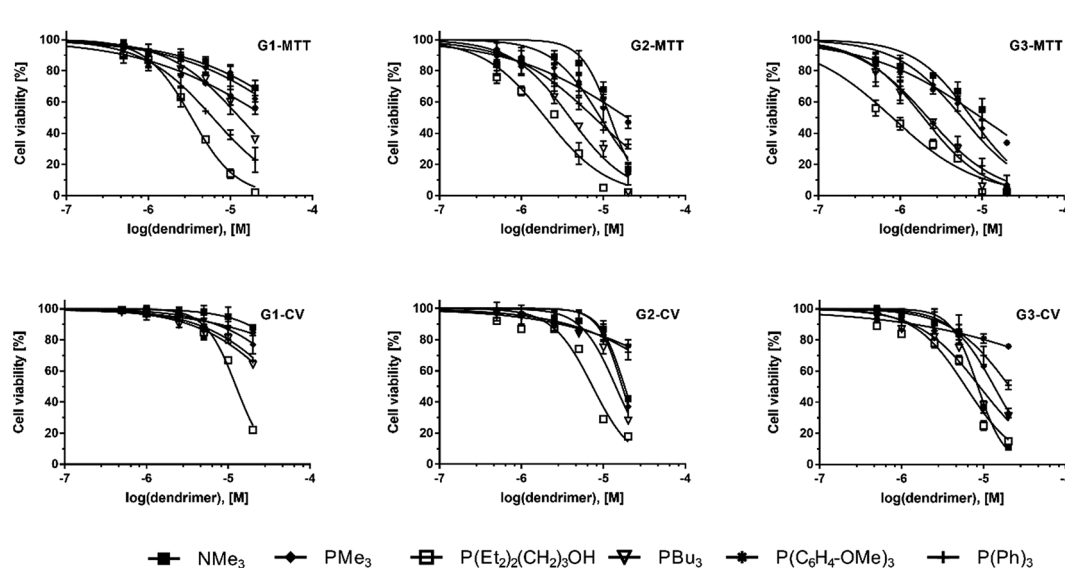 G1-MTT
Cell viability [%]
100
80
60
40
20
0
-7 -6 -5 -4
log(dendrimer), [M]
G2-MTT
Cell viability [%]
100
80
60
40
20
0
-7 -6 -5 -4
log(dendrimer), [M]
G3-MTT
Cell viability [%]
100
80
60
40
20
0
-7 -6 -5 -4
log(dendrimer), [M]
G1-CV
Cell viability [%]
100
80
60
40
20
0
-7 -6 -5 -4
log(dendrimer), [M]
G2-CV
Cell viability [%]
100
80
60
40
20
0
-7 -6 -5 -4
log(dendrimer), [M]
G3-CV
Cell viability [%]
100
80
60
40
20
0
-7 -6 -5 -4
log(dendrimer), [M]
NMe₃ PMe₃ P(Et₂)₂(CH₂)₃OH PBu₃ P(C₆H₄-OMe)₃ P(Ph)₃